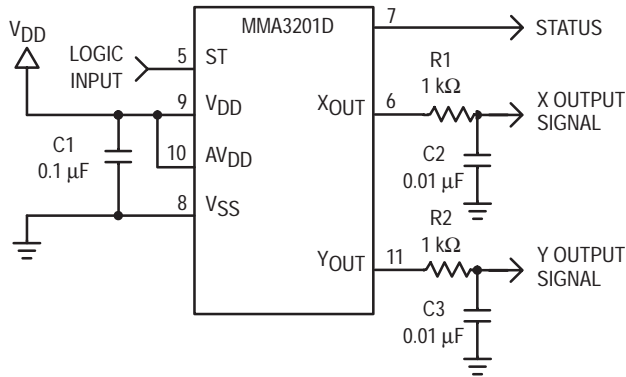 VDD
LOGIC
INPUT
5
ST
MMA3201D
7
STATUS
9
VDD
XOUT
6
R1
1 kΩ
X OUTPUT
SIGNAL
C1
0.1 μF
10
AVDD
C2
0.01 μF
8
VSS
YOUT
11
R2
1 kΩ
Y OUTPUT
SIGNAL
C3
0.01 μF